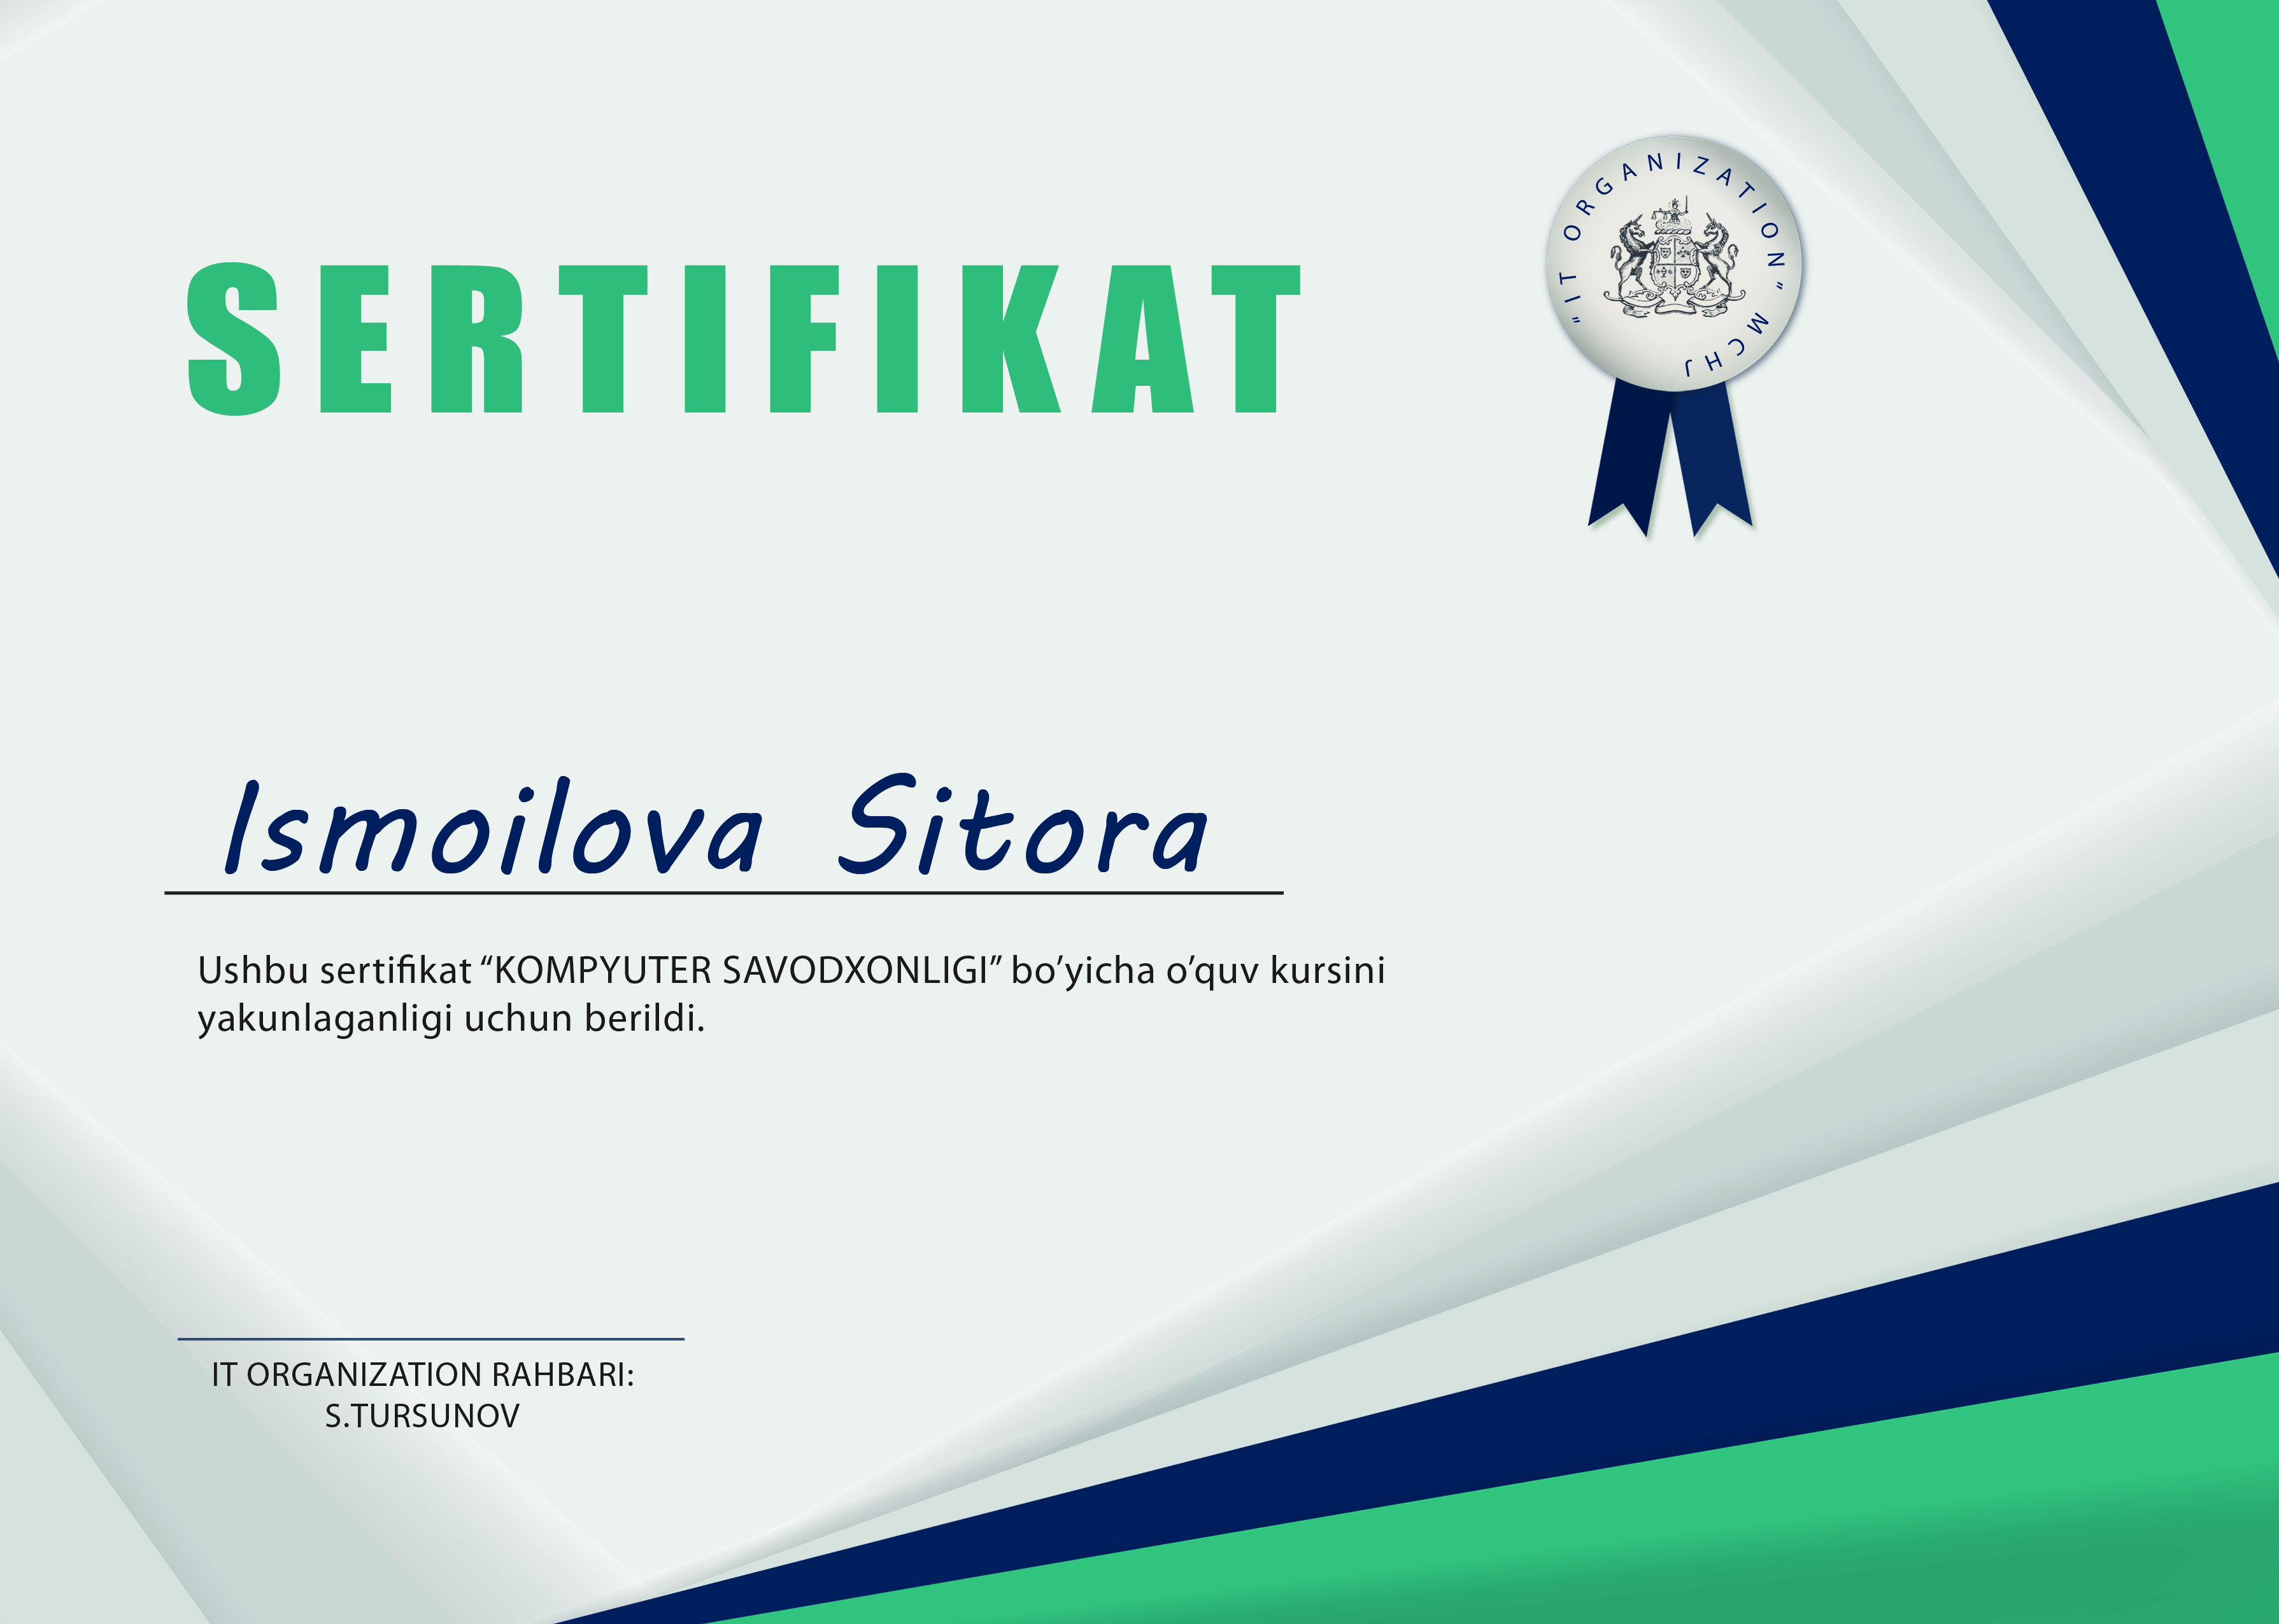 SERTIFIKAT
"IT ORGANIZATION" MCHJ
Ismoilova Sitora
Ushbu sertifikat “KOMPYUTER SAVODXONLIGI” bo’yicha o’quv kursini
yakunlaganligi uchun berildi.
IT ORGANIZATION RAHBARI:
S.TURSUNOV